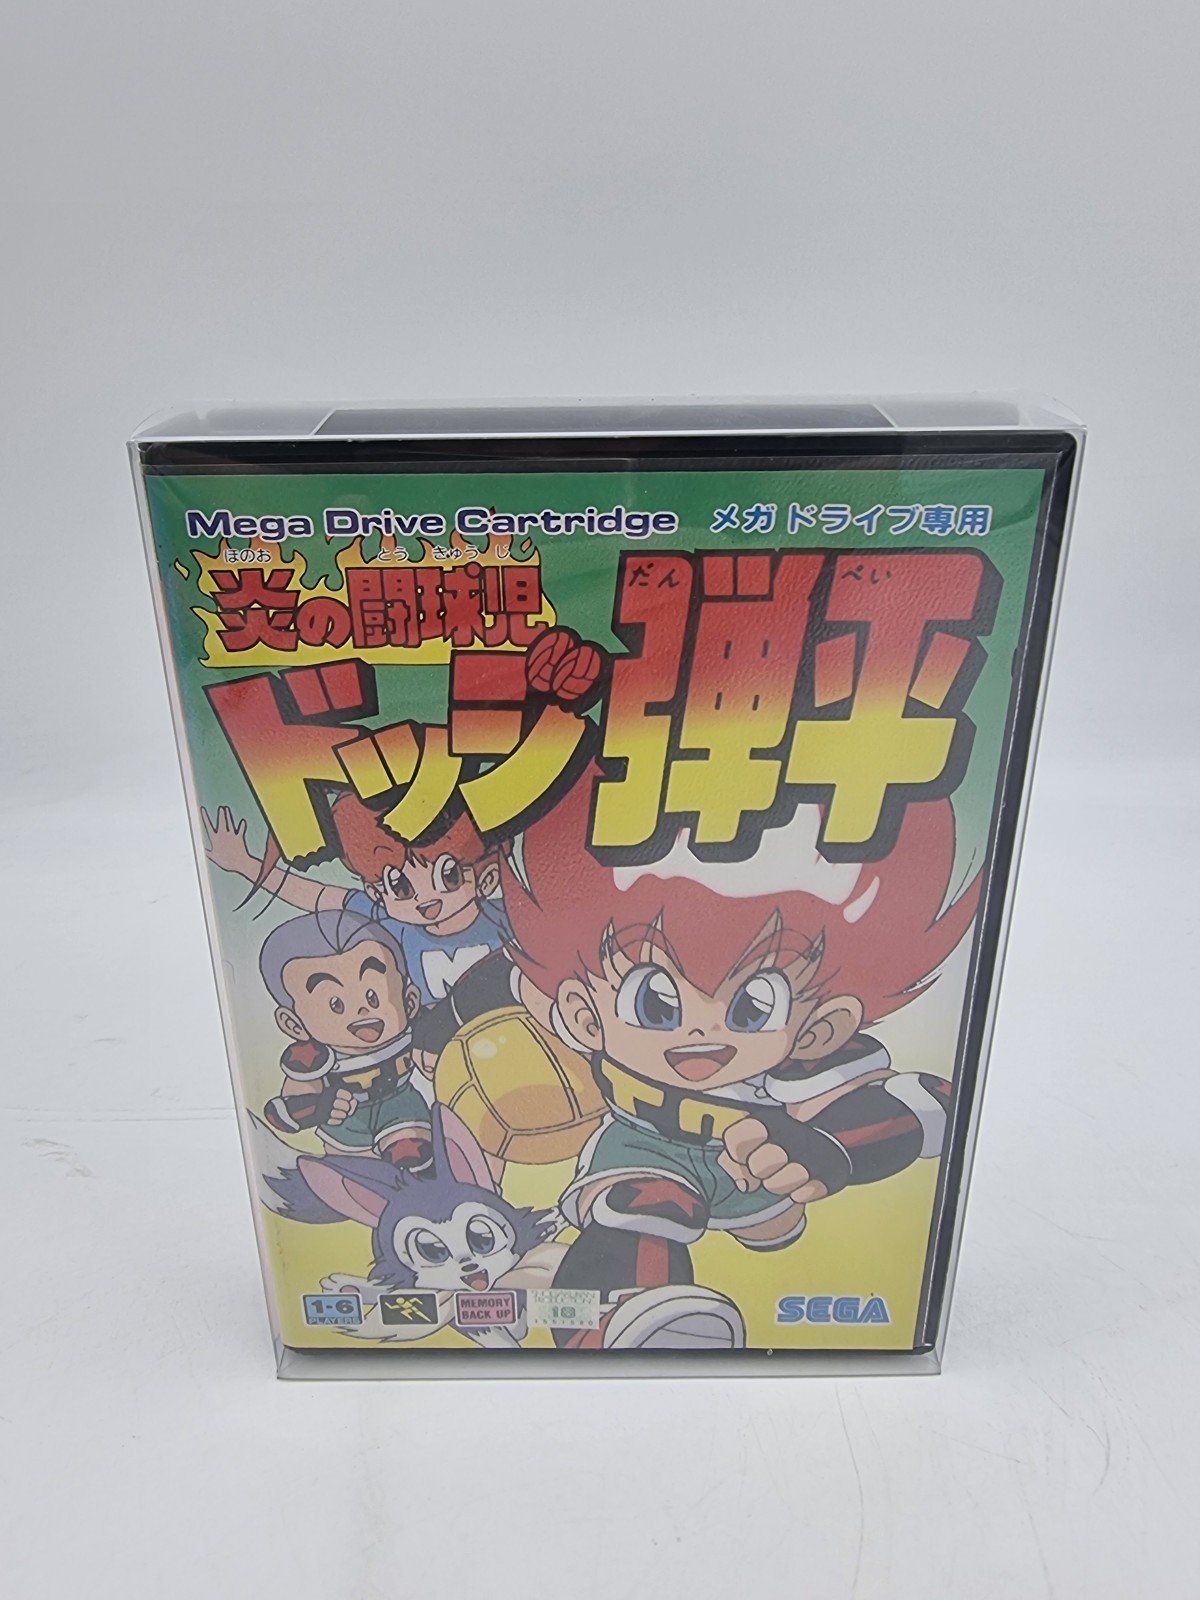 Mega Drive Cartridge メガドライブ専用
ほのお とうきゅうじ
炎の闘球児
だん ぺい
ドッジ弾平
M
1-6
PLAYERS
MEMORY
BACK UP
18
SEGA